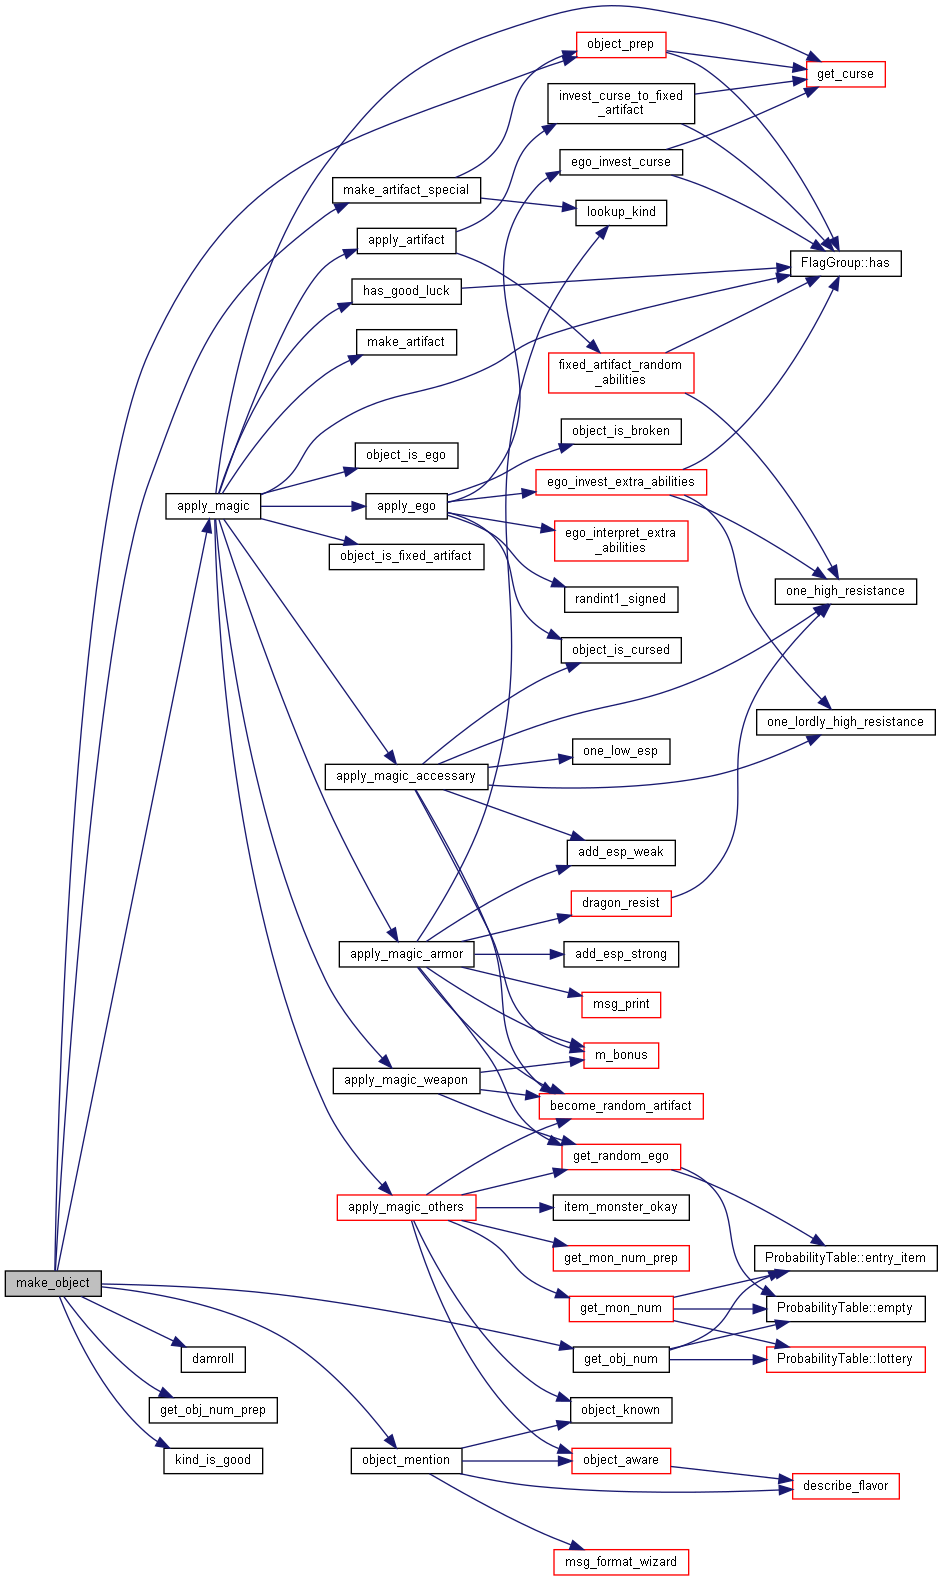 object_prep
get_curse
invest_curse_to_fixed
_artifact
ego_invest_curse
make_artifact_special
lookup_kind
apply_artifact
FlagGroup::has
has_good_luck
make_artifact
fixed_artifact_random
_abilities
object_is_broken
object_is_ego
ego_invest_extra_abilities
apply_magic
apply_ego
ego_interpret_extra
_abilities
object_is_fixed_artifact
one_high_resistance
randint1_signed
object_is_cursed
one_lordly_high_resistance
one_low_esp
apply_magic_accessary
add_esp_weak
dragon_resist
apply_magic_armor
add_esp_strong
msg_print
m_bonus
apply_magic_weapon
become_random_artifact
get_random_ego
apply_magic_others
item_monster_okay
get_mon_num_prep
ProbabilityTable::entry_item
make_object
get_mon_num
ProbabilityTable::empty
damroll
get_obj_num
ProbabilityTable::lottery
get_obj_num_prep
object_known
kind_is_good
object_mention
object_aware
describe_flavor
msg_format_wizard